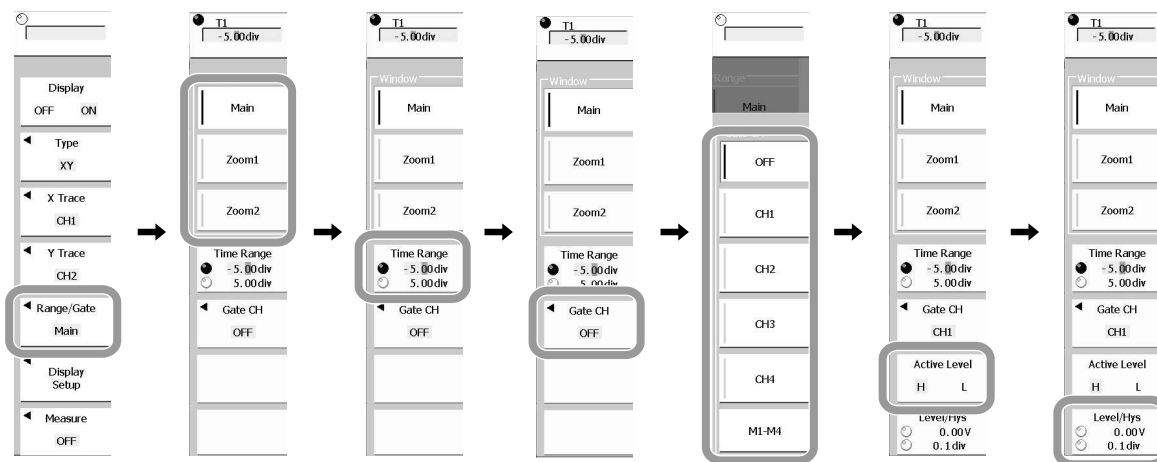 Display
OFF ON
Type
XY
X Trace
CH1
Y Trace
CH2
Range/Gate
Main
Display
Setup
Measure
OFF
T1
-5.00div
Main
Zoom1
Zoom2
Time Range
-5.00div
5.00div
Gate CH
OFF
T1
-5.00div
Window
Main
Zoom1
Zoom2
Time Range
-5.00div
5.00div
Gate CH
OFF
T1
-5.00div
Window
Main
Zoom1
Zoom2
Time Range
-5.00div
5.00div
Gate CH
OFF
Range
Main
OFF
CH1
CH2
CH3
CH4
M1-M4
T1
-5.00div
Window
Main
Zoom1
Zoom2
Time Range
-5.00div
5.00div
Gate CH
CH1
Active Level
H L
Level/Hys
0.00V
0.1div
T1
-5.00div
Window
Main
Zoom1
Zoom2
Time Range
-5.00div
5.00div
Gate CH
CH1
Active Level
H L
Level/Hys
0.00V
0.1div